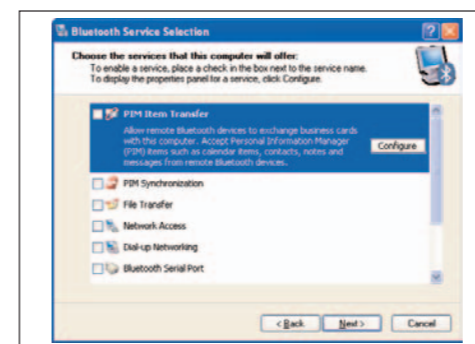 Bluetooth Service Selection
Choose the services that this computer will offer:
To enable a service, place a check in the box next to the service name.
To display the properties panel for a service, click Configure.
PIM Item Transfer
Allow remote Bluetooth devices to exchange business cards
with this computer. Accept Personal Information Manager
(PIM) items such as calendar items, contacts, notes and
messages from remote Bluetooth devices.
Configure
PIM Synchronization
File Transfer
Network Access
Dial-up Networking
Bluetooth Serial Port
< Back Next > Cancel